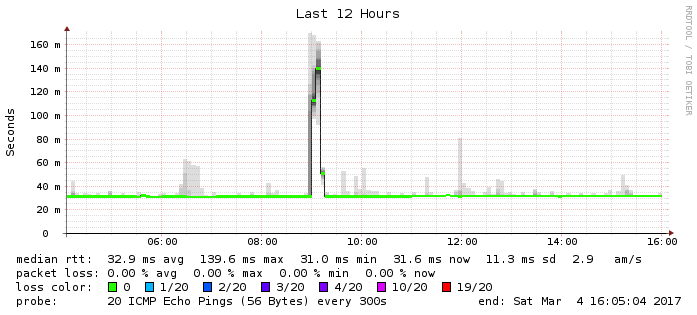 Last 12 Hours
RRDTOOL / TOBI OETIKER
Seconds
160 m
140 m
120 m
100 m
80 m
60 m
40 m
20 m
0
06:00 08:00 10:00 12:00 14:00 16:00
median rtt: 32.9 ms avg 139.6 ms max 31.0 ms min 31.6 ms now 11.3 ms sd 2.9 am/s
packet loss: 0.00 % avg 0.00 % max 0.00 % min 0.00 % now
loss color: 0 1/20 2/20 3/20 4/20 10/20 19/20
probe: 20 ICMP Echo Pings (56 Bytes) every 300s end: Sat Mar 4 16:05:04 2017